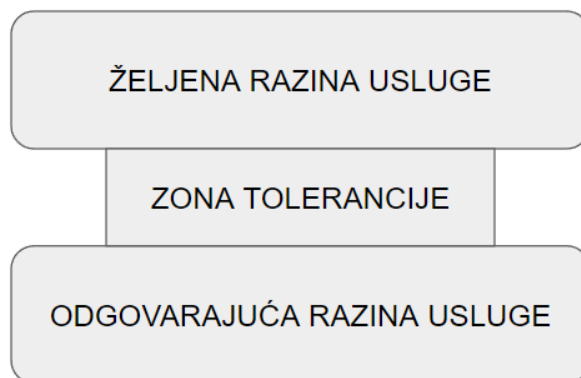 ŽELJENA RAZINA USLUGE
ZONA TOLERANCIJE
ODGOVARAJUĆA RAZINA USLUGE